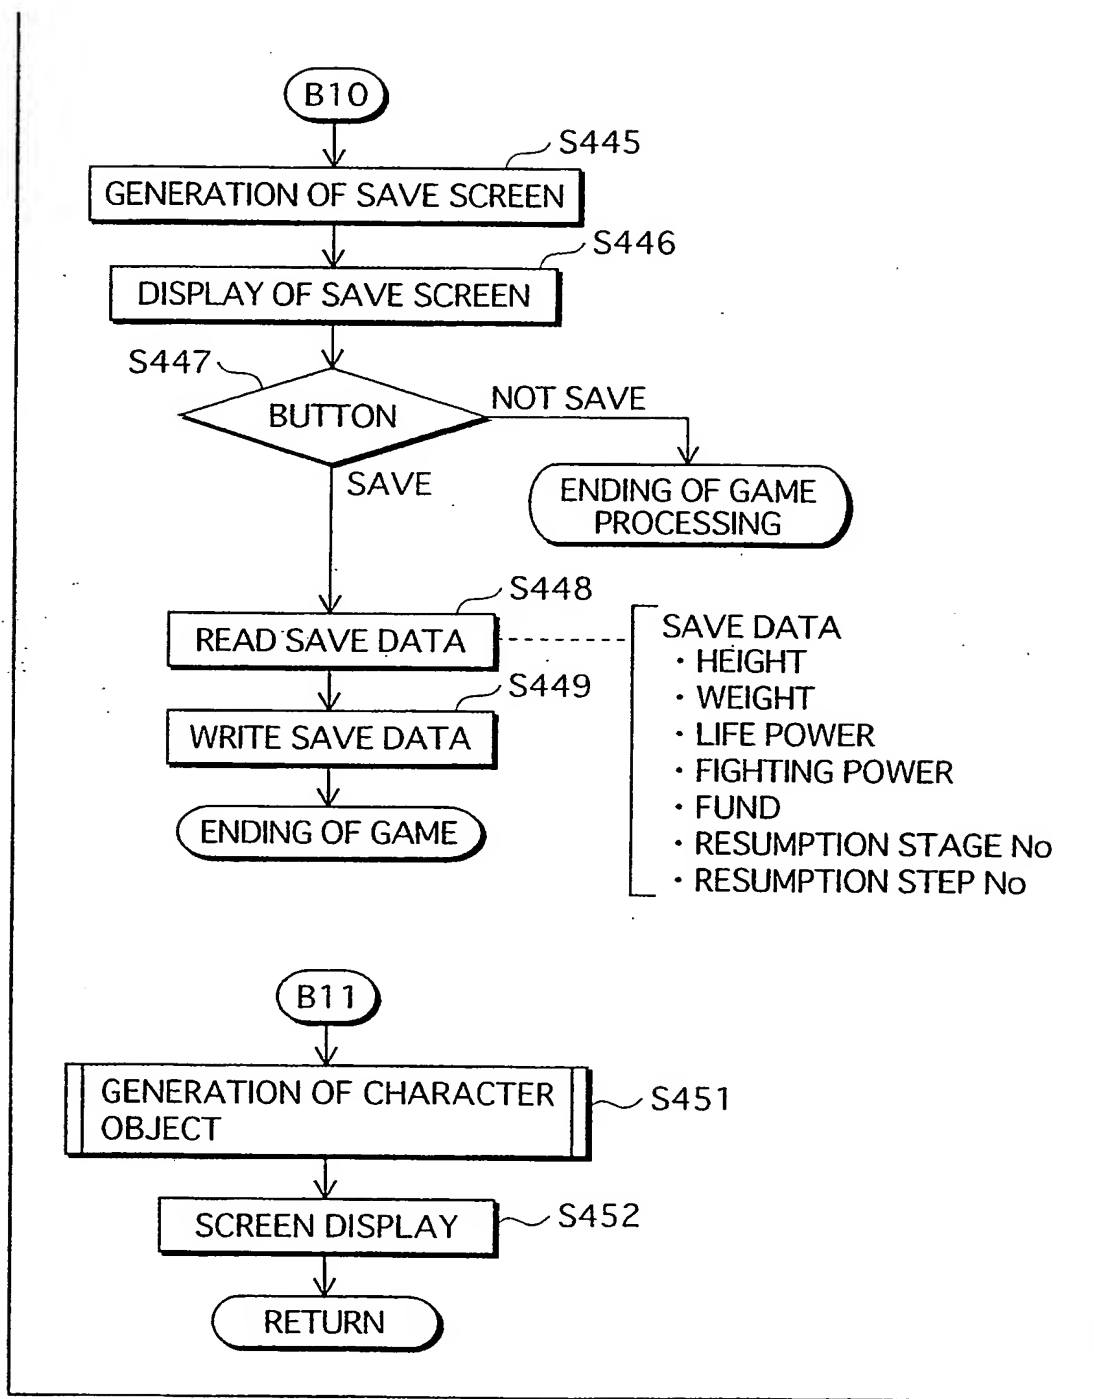 B10
S445
GENERATION OF SAVE SCREEN
S446
DISPLAY OF SAVE SCREEN
S447
BUTTON
NOT SAVE
SAVE
ENDING OF GAME
PROCESSING
S448
READ SAVE DATA
S449
WRITE SAVE DATA
ENDING OF GAME
SAVE DATA
・HEIGHT
・WEIGHT
・LIFE POWER
・FIGHTING POWER
・FUND
・RESUMPTION STAGE No
・RESUMPTION STEP No
B11
GENERATION OF CHARACTER
OBJECT
S451
SCREEN DISPLAY
S452
RETURN